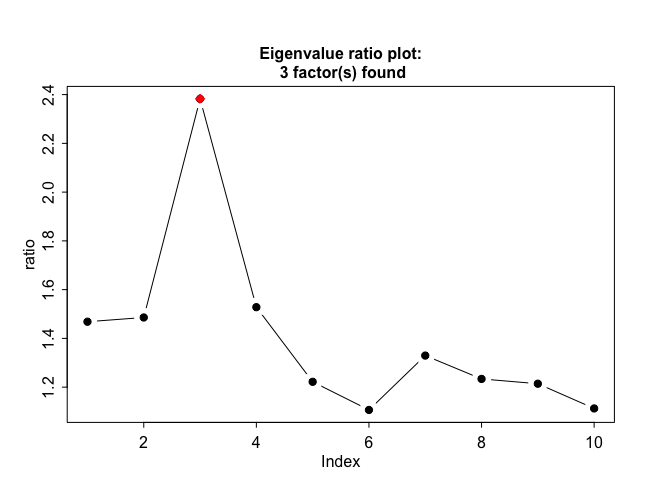 Eigenvalue ratio plot:
3 factor(s) found
ratio
2.4
2.2
2.0
1.8
1.6
1.4
1.2
2 4 6 8 10
Index